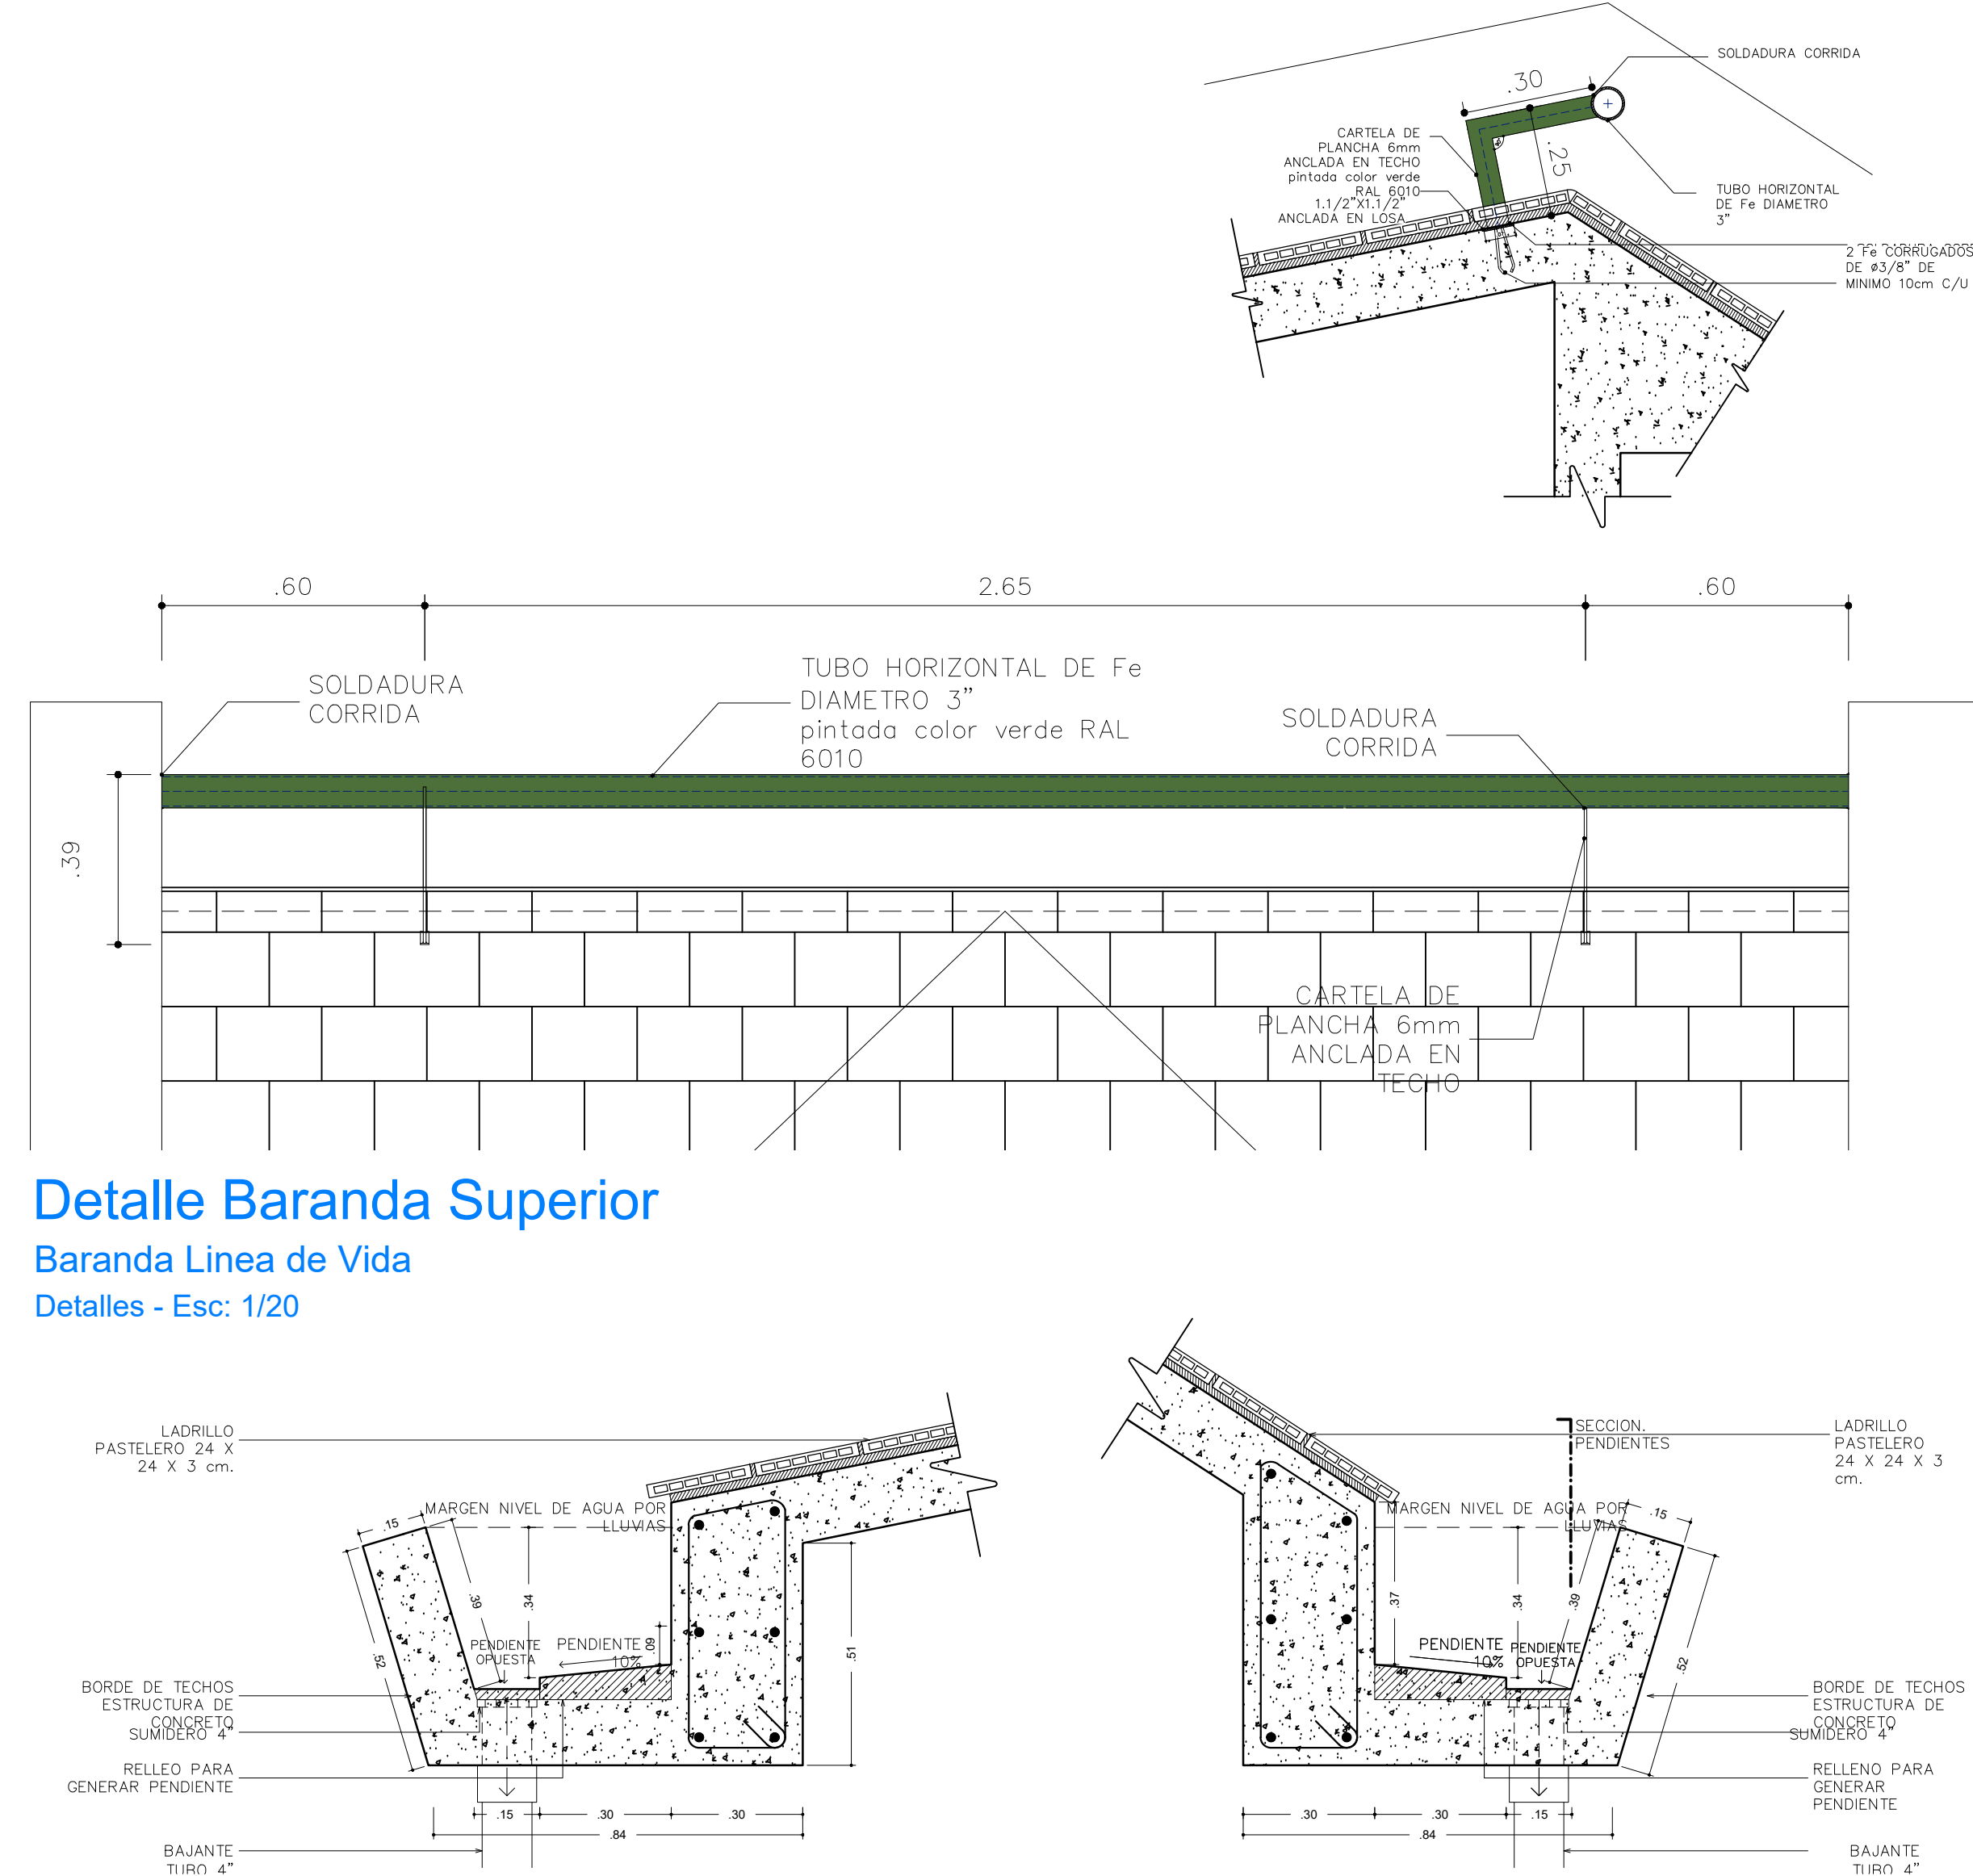 SOLDADURA CORRIDA
.30
CARTELA DE
PLANCHA 6mm
ANCLADA EN TECHO
pintada color verde
RAL 6010
1.1/2"X1.1/2"
ANCLADA EN LOSA
.25
TUBO HORIZONTAL
DE Fe DIAMETRO
3"
2 Fe CORRUGADOS
DE ø3/8" DE
MINIMO 10cm C/U
.60
2.65
.60
SOLDADURA
CORRIDA
TUBO HORIZONTAL DE Fe
DIAMETRO 3"
pintada color verde RAL
6010
SOLDADURA
CORRIDA
.39
CARTELA DE
PLANCHA 6mm
ANCLADA EN
TECHO
Detalle Baranda Superior
Baranda Linea de Vida
Detalles - Esc: 1/20
LADRILLO
PASTELERO 24 X
24 X 3 cm.
MARGEN NIVEL DE AGUA POR
LLUVIAS
.15
.39
.34
.52
PENDIENTE
OPUESTA
PENDIENTE
10%
.09
.51
BORDE DE TECHOS
ESTRUCTURA DE
CONCRETO
SUMIDERO 4"
RELLEO PARA
GENERAR PENDIENTE
.15
.30
.30
.84
BAJANTE
TUBO 4"
SECCION.
PENDIENTES
LADRILLO
PASTELERO
24 X 24 X 3
cm.
MARGEN NIVEL DE AGUA POR
LLUVIAS
.15
.37
.34
.39
.52
PENDIENTE
10%
PENDIENTE
OPUESTA
BORDE DE TECHOS
ESTRUCTURA DE
CONCRETO
SUMIDERO 4"
RELLENO PARA
GENERAR
PENDIENTE
.30
.30
.15
.84
BAJANTE
TUBO 4"